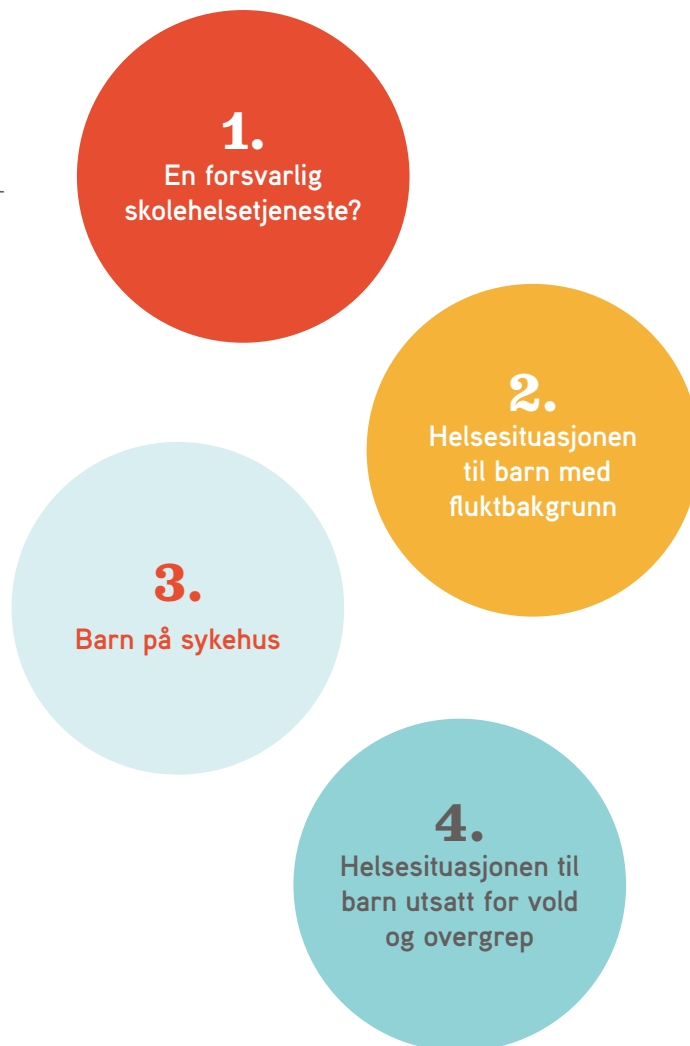 1.
En forsvarlig
skolehelsetjeneste?
2.
Helsesituasjonen
til barn med
fluktbakgrunn
3.
Barn på sykehus
4.
Helsesituasjonen til
barn utsatt for vold
og overgrep